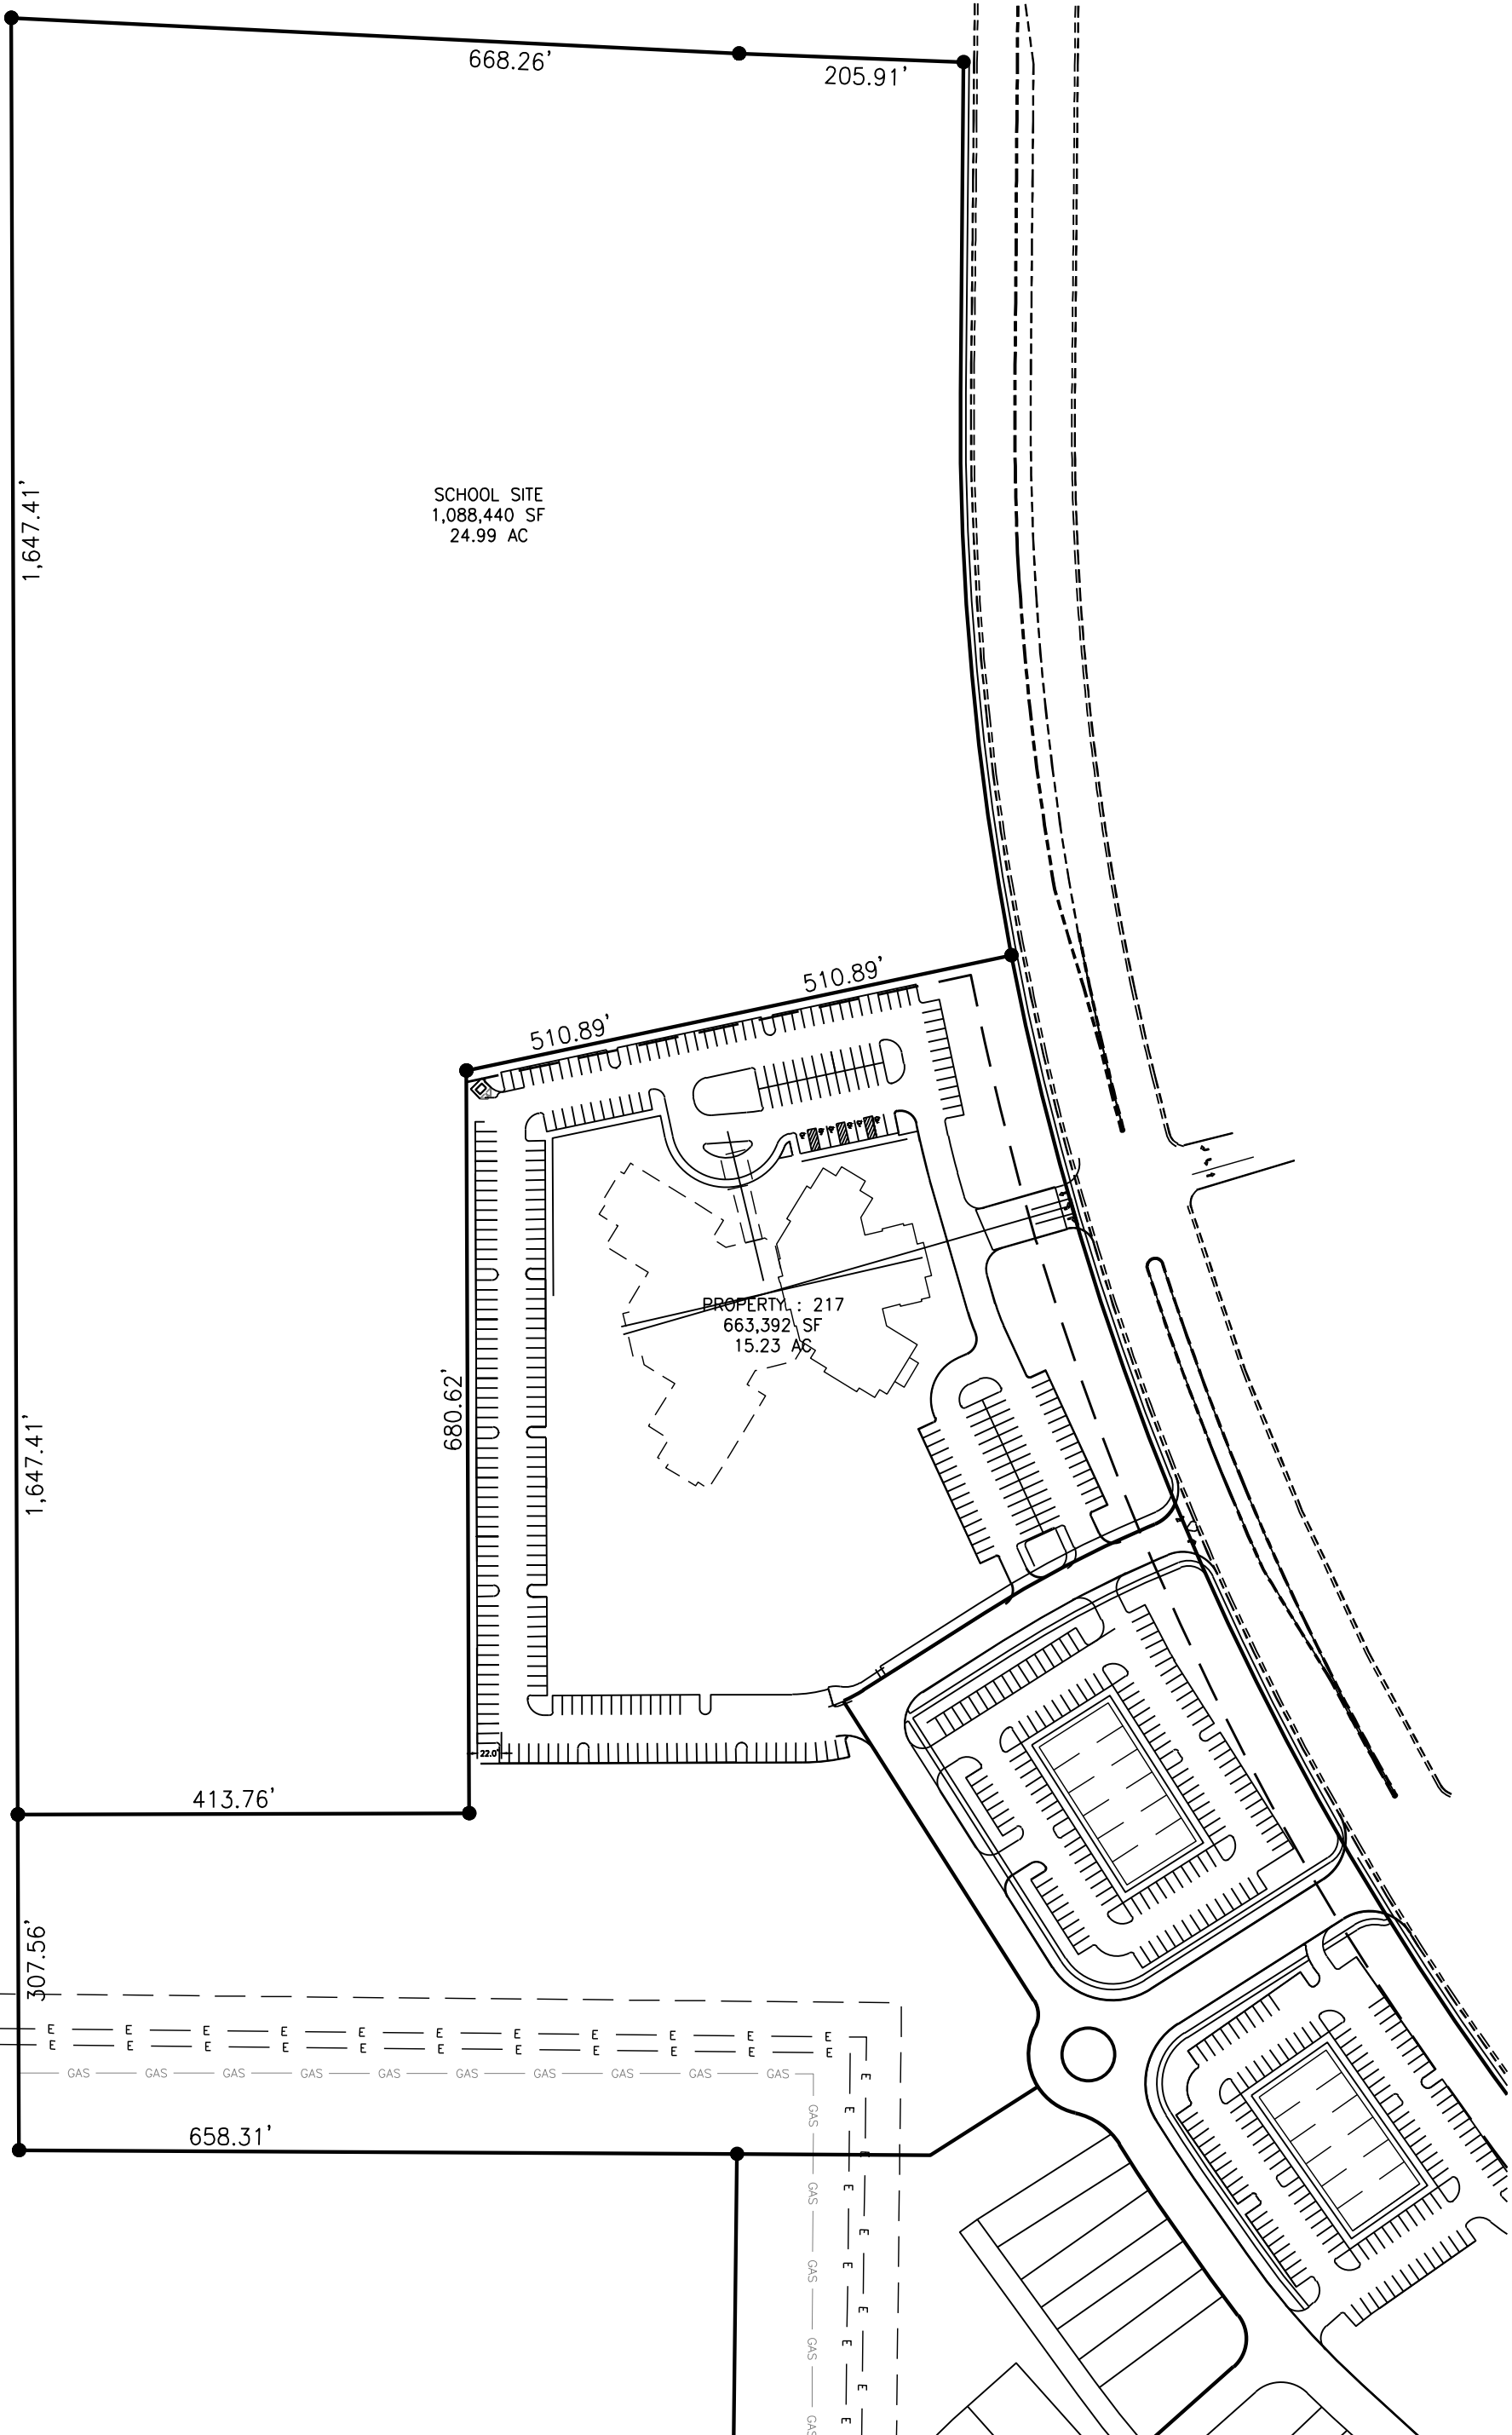 668.26'
205.91'
1,647.41'
SCHOOL SITE
1,088,440 SF
24.99 AC
510.89'
510.89'
PROPERTY : 217
663,392 SF
15.23 AC
680.62'
1,647.41'
22.0'
413.76'
307.56'
E E E E E E E E E E E
E E E E E E E E E E E
GAS GAS GAS GAS GAS GAS GAS GAS GAS GAS
658.31'
GAS
GAS
GAS
GAS
GAS
E
E
E
E
E
E
E
E
E
E